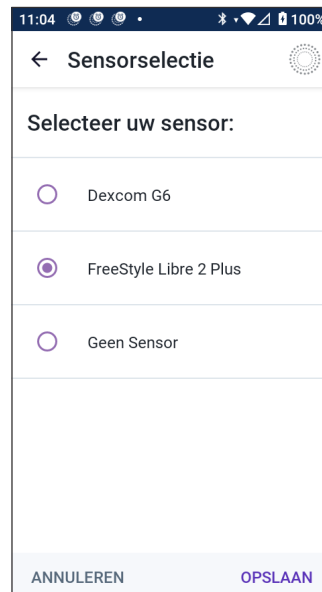 11:04 100%
Sensorselectie
Selecteer uw sensor:
Dexcom G6
FreeStyle Libre 2 Plus
Geen Sensor
ANNULEREN OPSLAAN